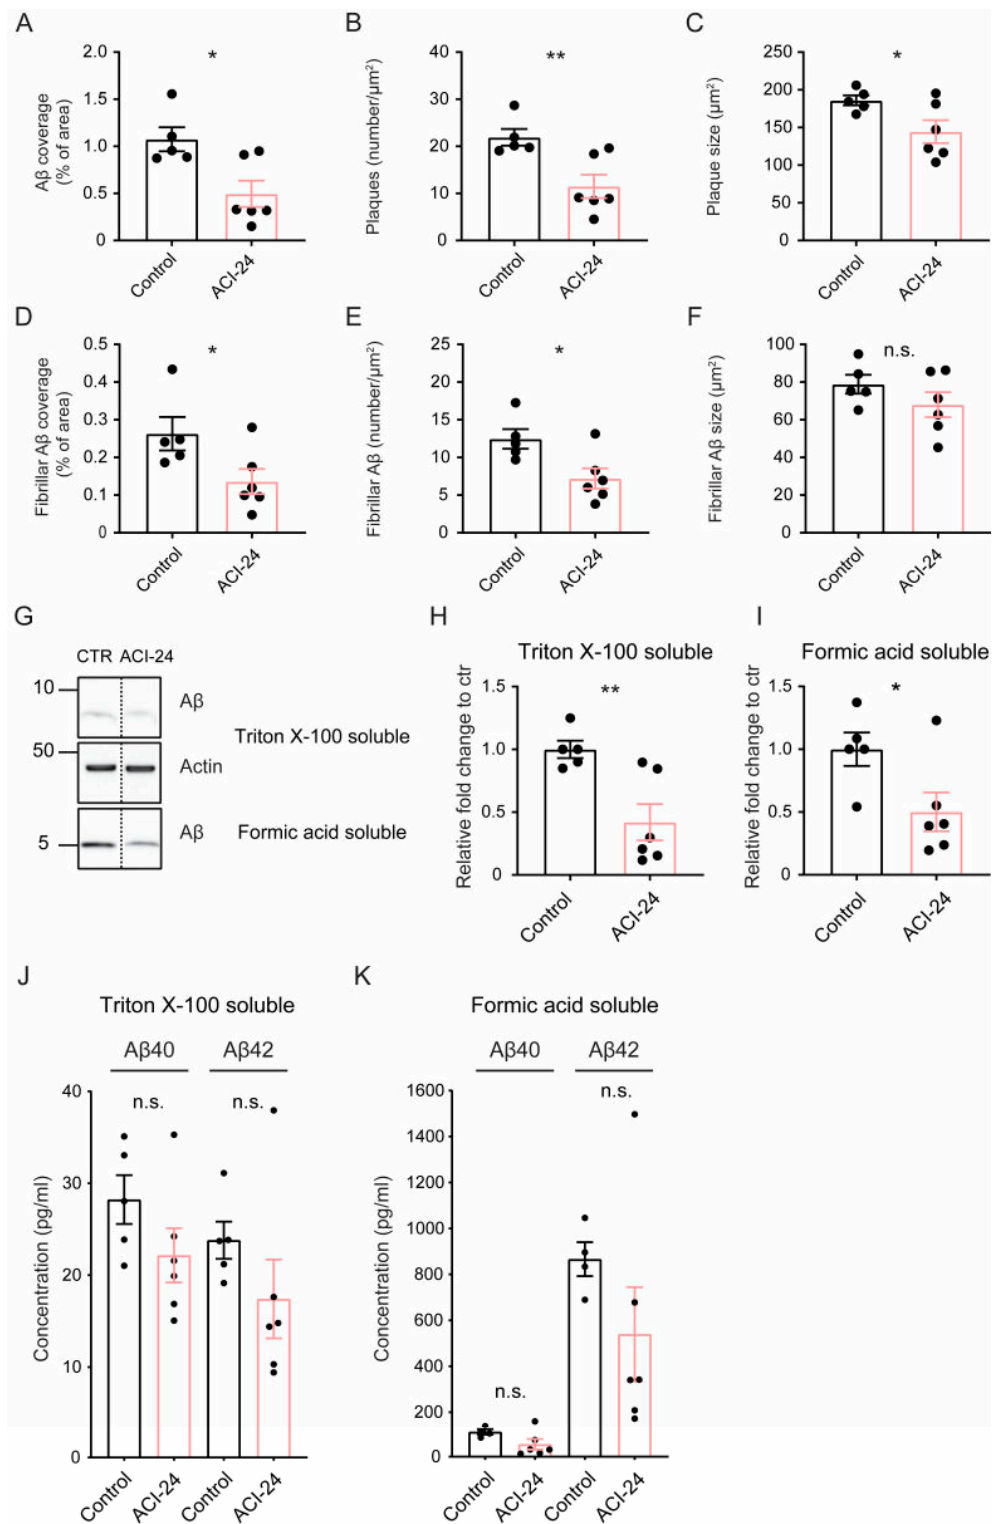 A
Aβ coverage
(% of area)
2.0
1.5
1.0
0.5
0
*
Control
ACI-24
B
Plaques (number/µm²)
40
30
20
10
0
**
Control
ACI-24
C
Plaque size (µm²)
250
200
150
100
50
0
*
Control
ACI-24
D
Fibrillar Aβ coverage
(% of area)
0.5
0.4
0.3
0.2
0.1
0
*
Control
ACI-24
E
Fibrillar Aβ (number/µm²)
25
20
15
10
5
0
*
Control
ACI-24
F
Fibrillar Aβ size (µm²)
100
80
60
40
20
0
n.s.
Control
ACI-24
G
CTR ACI-24
10
Aβ
Triton X-100 soluble
50
Actin
5
Aβ
Formic acid soluble
H
Triton X-100 soluble
Relative fold change to ctr
1.5
1.0
0.5
0
**
Control
ACI-24
I
Formic acid soluble
Relative fold change to ctr
1.5
1.0
0.5
0
*
Control
ACI-24
J
Triton X-100 soluble
Aβ40
Aβ42
Concentration (pg/ml)
40
30
20
10
0
n.s.
n.s.
Control
ACI-24
Control
ACI-24
K
Formic acid soluble
Aβ40
Aβ42
Concentration (pg/ml)
1600
1400
1200
1000
800
600
400
200
0
n.s.
n.s.
Control
ACI-24
Control
ACI-24